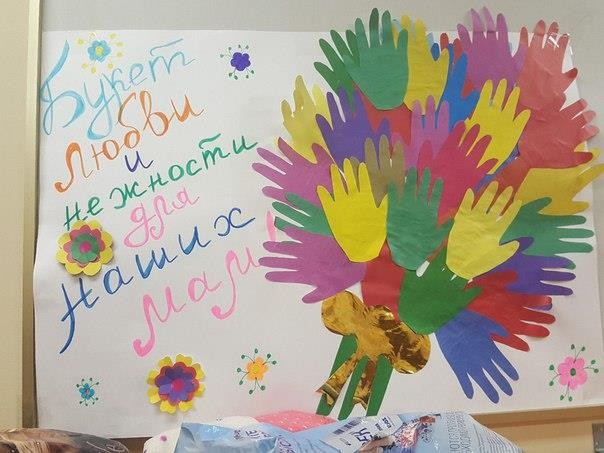 Букет
любви
и
нежности
для
наших
мам!